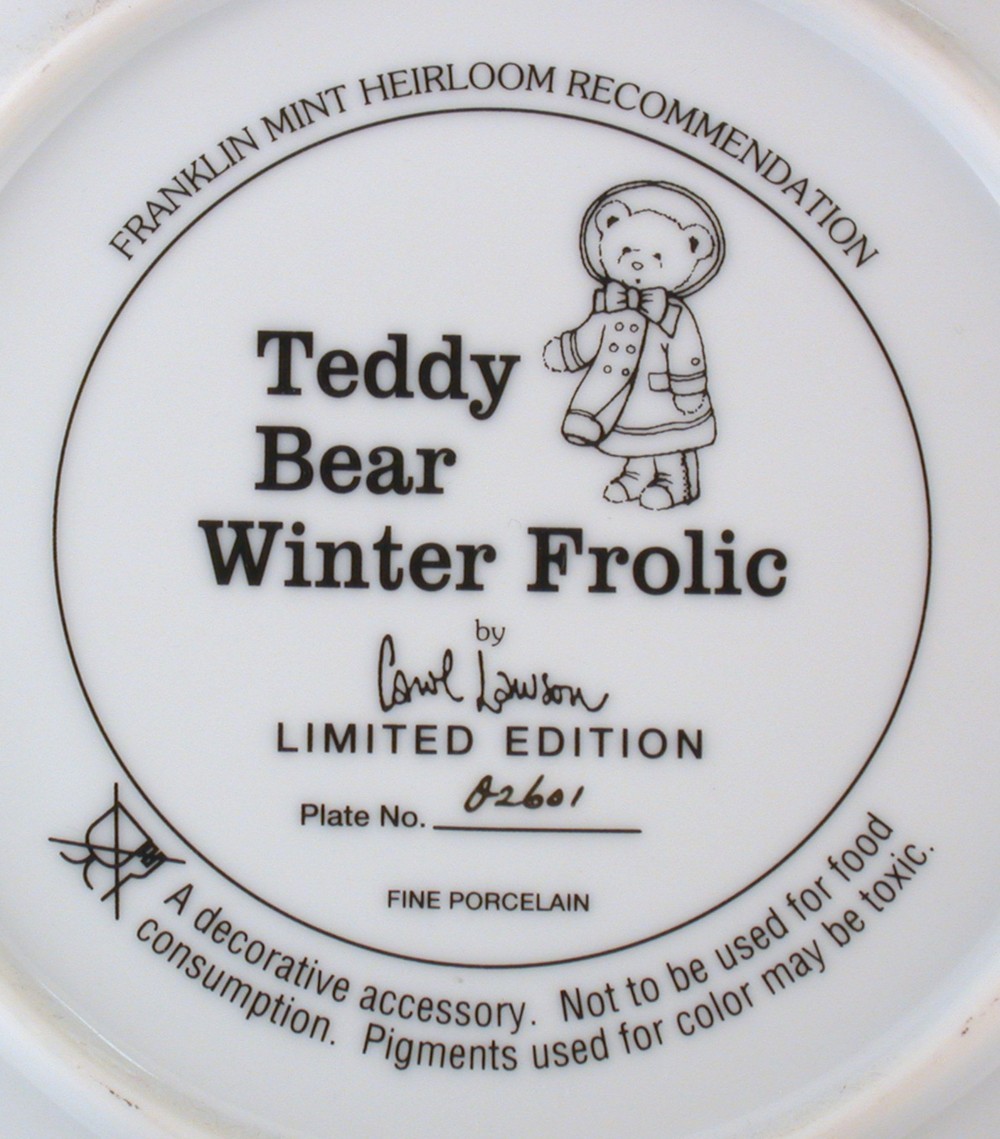 FRANKLIN MINT HEIRLOOM RECOMMENDATION
Teddy
Bear
Winter Frolic
by
Carol Lawson
LIMITED EDITION
Plate No. 02601
FINE PORCELAIN
A decorative accessory. Not to be used for food
consumption. Pigments used for color may be toxic.